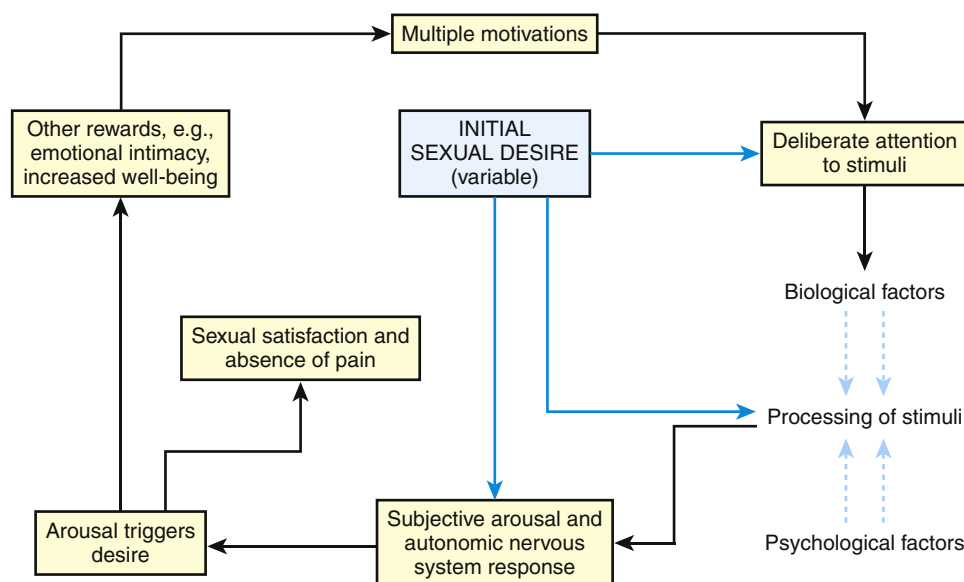 Multiple motivations
Other rewards, e.g.,
emotional intimacy,
increased well-being
INITIAL
SEXUAL DESIRE
(variable)
Deliberate attention
to stimuli
Biological factors
Sexual satisfaction and
absence of pain
Processing of stimuli
Arousal triggers
desire
Subjective arousal and
autonomic nervous
system response
Psychological factors